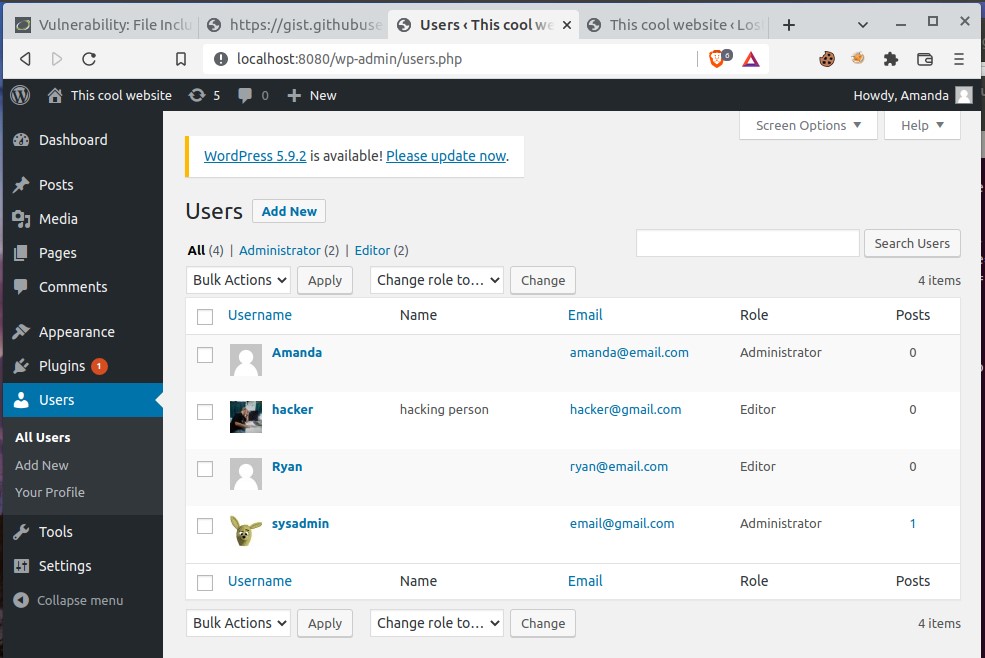 Vulnerability: File Inclu
https://gist.githubuse
Users ‹ This cool we
This cool website ‹ Los
localhost:8080/wp-admin/users.php
0
This cool website 5 0 New
Howdy, Amanda
Screen Options Help
Dashboard
Posts
Media
Pages
Comments
Appearance
Plugins 1
Users
All Users
Add New
Your Profile
Tools
Settings
Collapse menu
WordPress 5.9.2 is available! Please update now.
Users Add New
All (4) | Administrator (2) | Editor (2)
Search Users
Bulk Actions Apply Change role to... Change 4 items
Username Name Email Role Posts
Amanda amanda@email.com Administrator 0
hacker hacking person hacker@gmail.com Editor 0
Ryan ryan@email.com Editor 0
sysadmin email@gmail.com Administrator 1
Username Name Email Role Posts
Bulk Actions Apply Change role to... Change 4 items